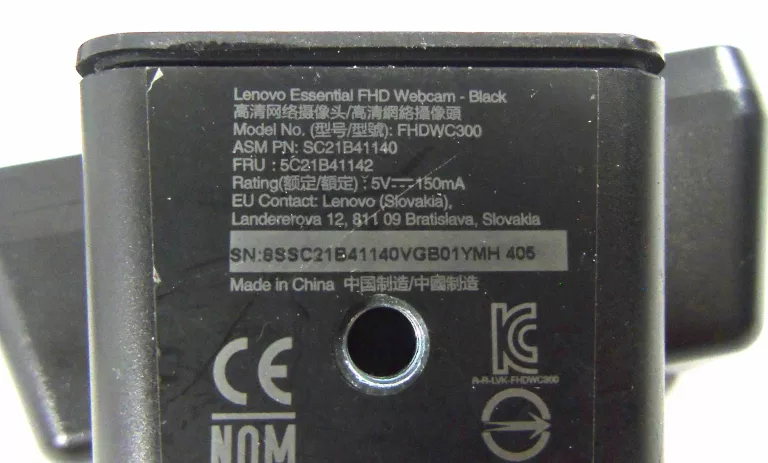 Lenovo Essential FHD Webcam - Black
高清网络摄像头/高清網絡攝像頭
Model No. (型号/型號): FHDWC300
ASM PN: SC21B41140
FRU : 5C21B41142
Rating(额定/額定) : 5V⎓150mA
EU Contact: Lenovo (Slovakia),
Landererova 12, 811 09 Bratislava, Slovakia
SN:8SSC21B41140VGB01YMH 405
Made in China 中国制造/中國製造
CE
KC
R-R-LVK-FHDWC300
NOM